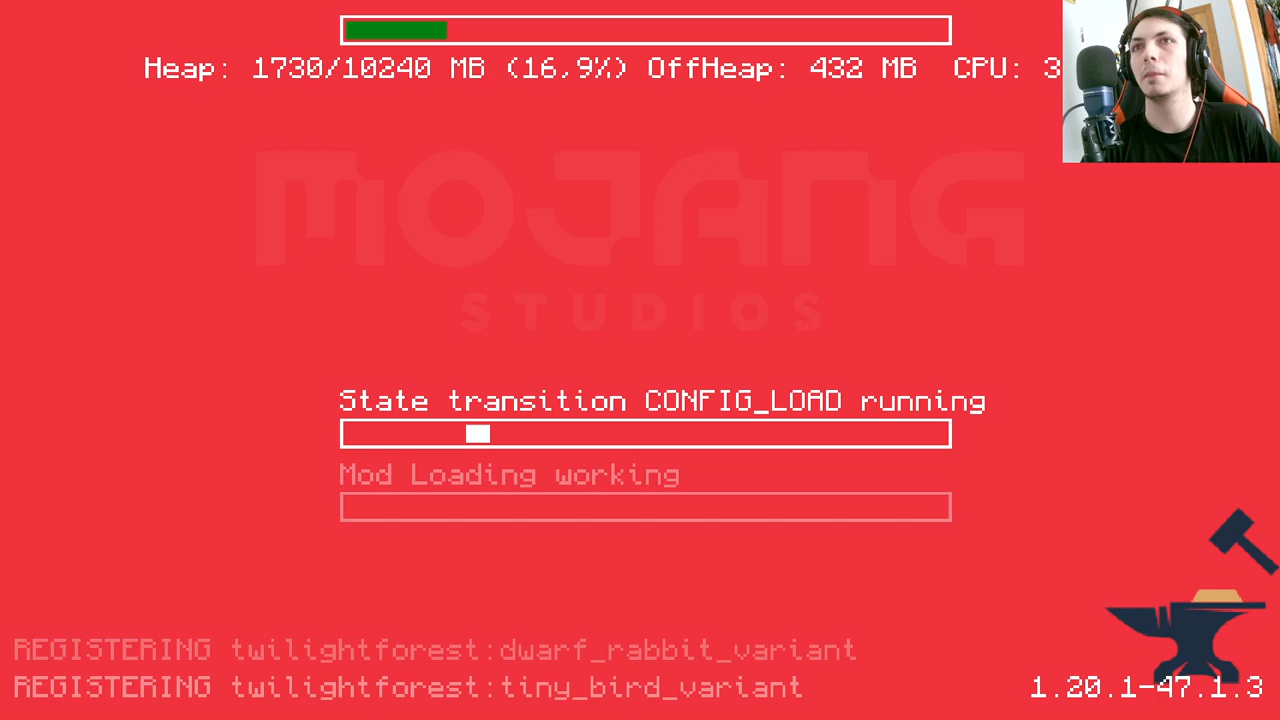 Heap: 1730/10240 MB (16,9%) OffHeap: 432 MB  CPU: 3
MOJANG
STUDIOS
State transition CONFIG_LOAD running
Mod Loading working
REGISTERING twilightforest:dwarf_rabbit_variant
REGISTERING twilightforest:tiny_bird_variant
1.20.1-47.1.3